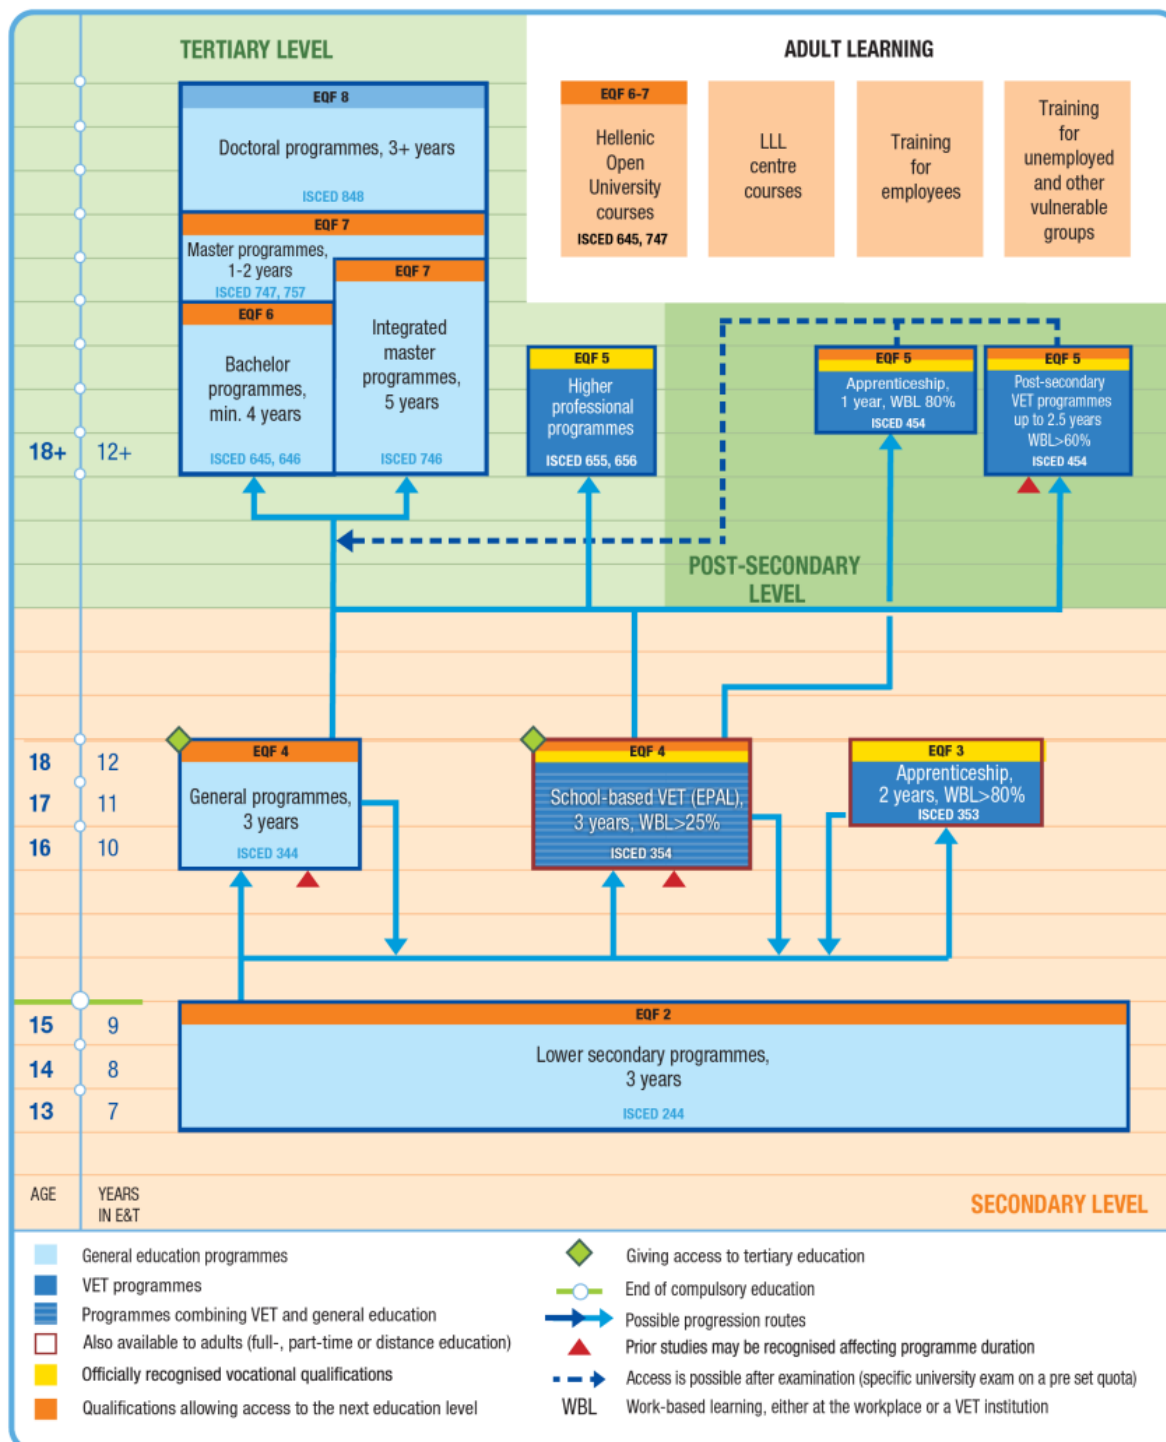 TERTIARY LEVEL
ADULT LEARNING
EQF 8
Doctoral programmes, 3+ years
ISCED 848
EQF 7
Master programmes,
1-2 years
ISCED 747, 757
EQF 6
Bachelor
programmes,
min. 4 years
ISCED 645, 646
EQF 7
Integrated
master
programmes,
5 years
ISCED 746
EQF 6-7
Hellenic
Open
University
courses
ISCED 645, 747
LLL
centre
courses
Training
for
employees
Training
for
unemployed
and other
vulnerable
groups
EQF 5
Higher
professional
programmes
ISCED 655, 656
EQF 5
Apprenticeship,
1 year, WBL 80%
ISCED 454
EQF 5
Post-secondary
VET programmes
up to 2.5 years
WBL>60%
ISCED 454
18+ 12+
POST-SECONDARY
LEVEL
18 12
17 11
16 10
EQF 4
General programmes,
3 years
ISCED 344
EQF 4
School-based VET (EPAL),
3 years, WBL>25%
ISCED 354
EQF 3
Apprenticeship,
2 years, WBL>80%
ISCED 353
15 9
14 8
13 7
EQF 2
Lower secondary programmes,
3 years
ISCED 244
AGE
YEARS
IN E&T
SECONDARY LEVEL
General education programmes
VET programmes
Programmes combining VET and general education
Also available to adults (full-, part-time or distance education)
Officially recognised vocational qualifications
Qualifications allowing access to the next education level
Giving access to tertiary education
End of compulsory education
Possible progression routes
Prior studies may be recognised affecting programme duration
Access is possible after examination (specific university exam on a pre set quota)
WBL Work-based learning, either at the workplace or a VET institution